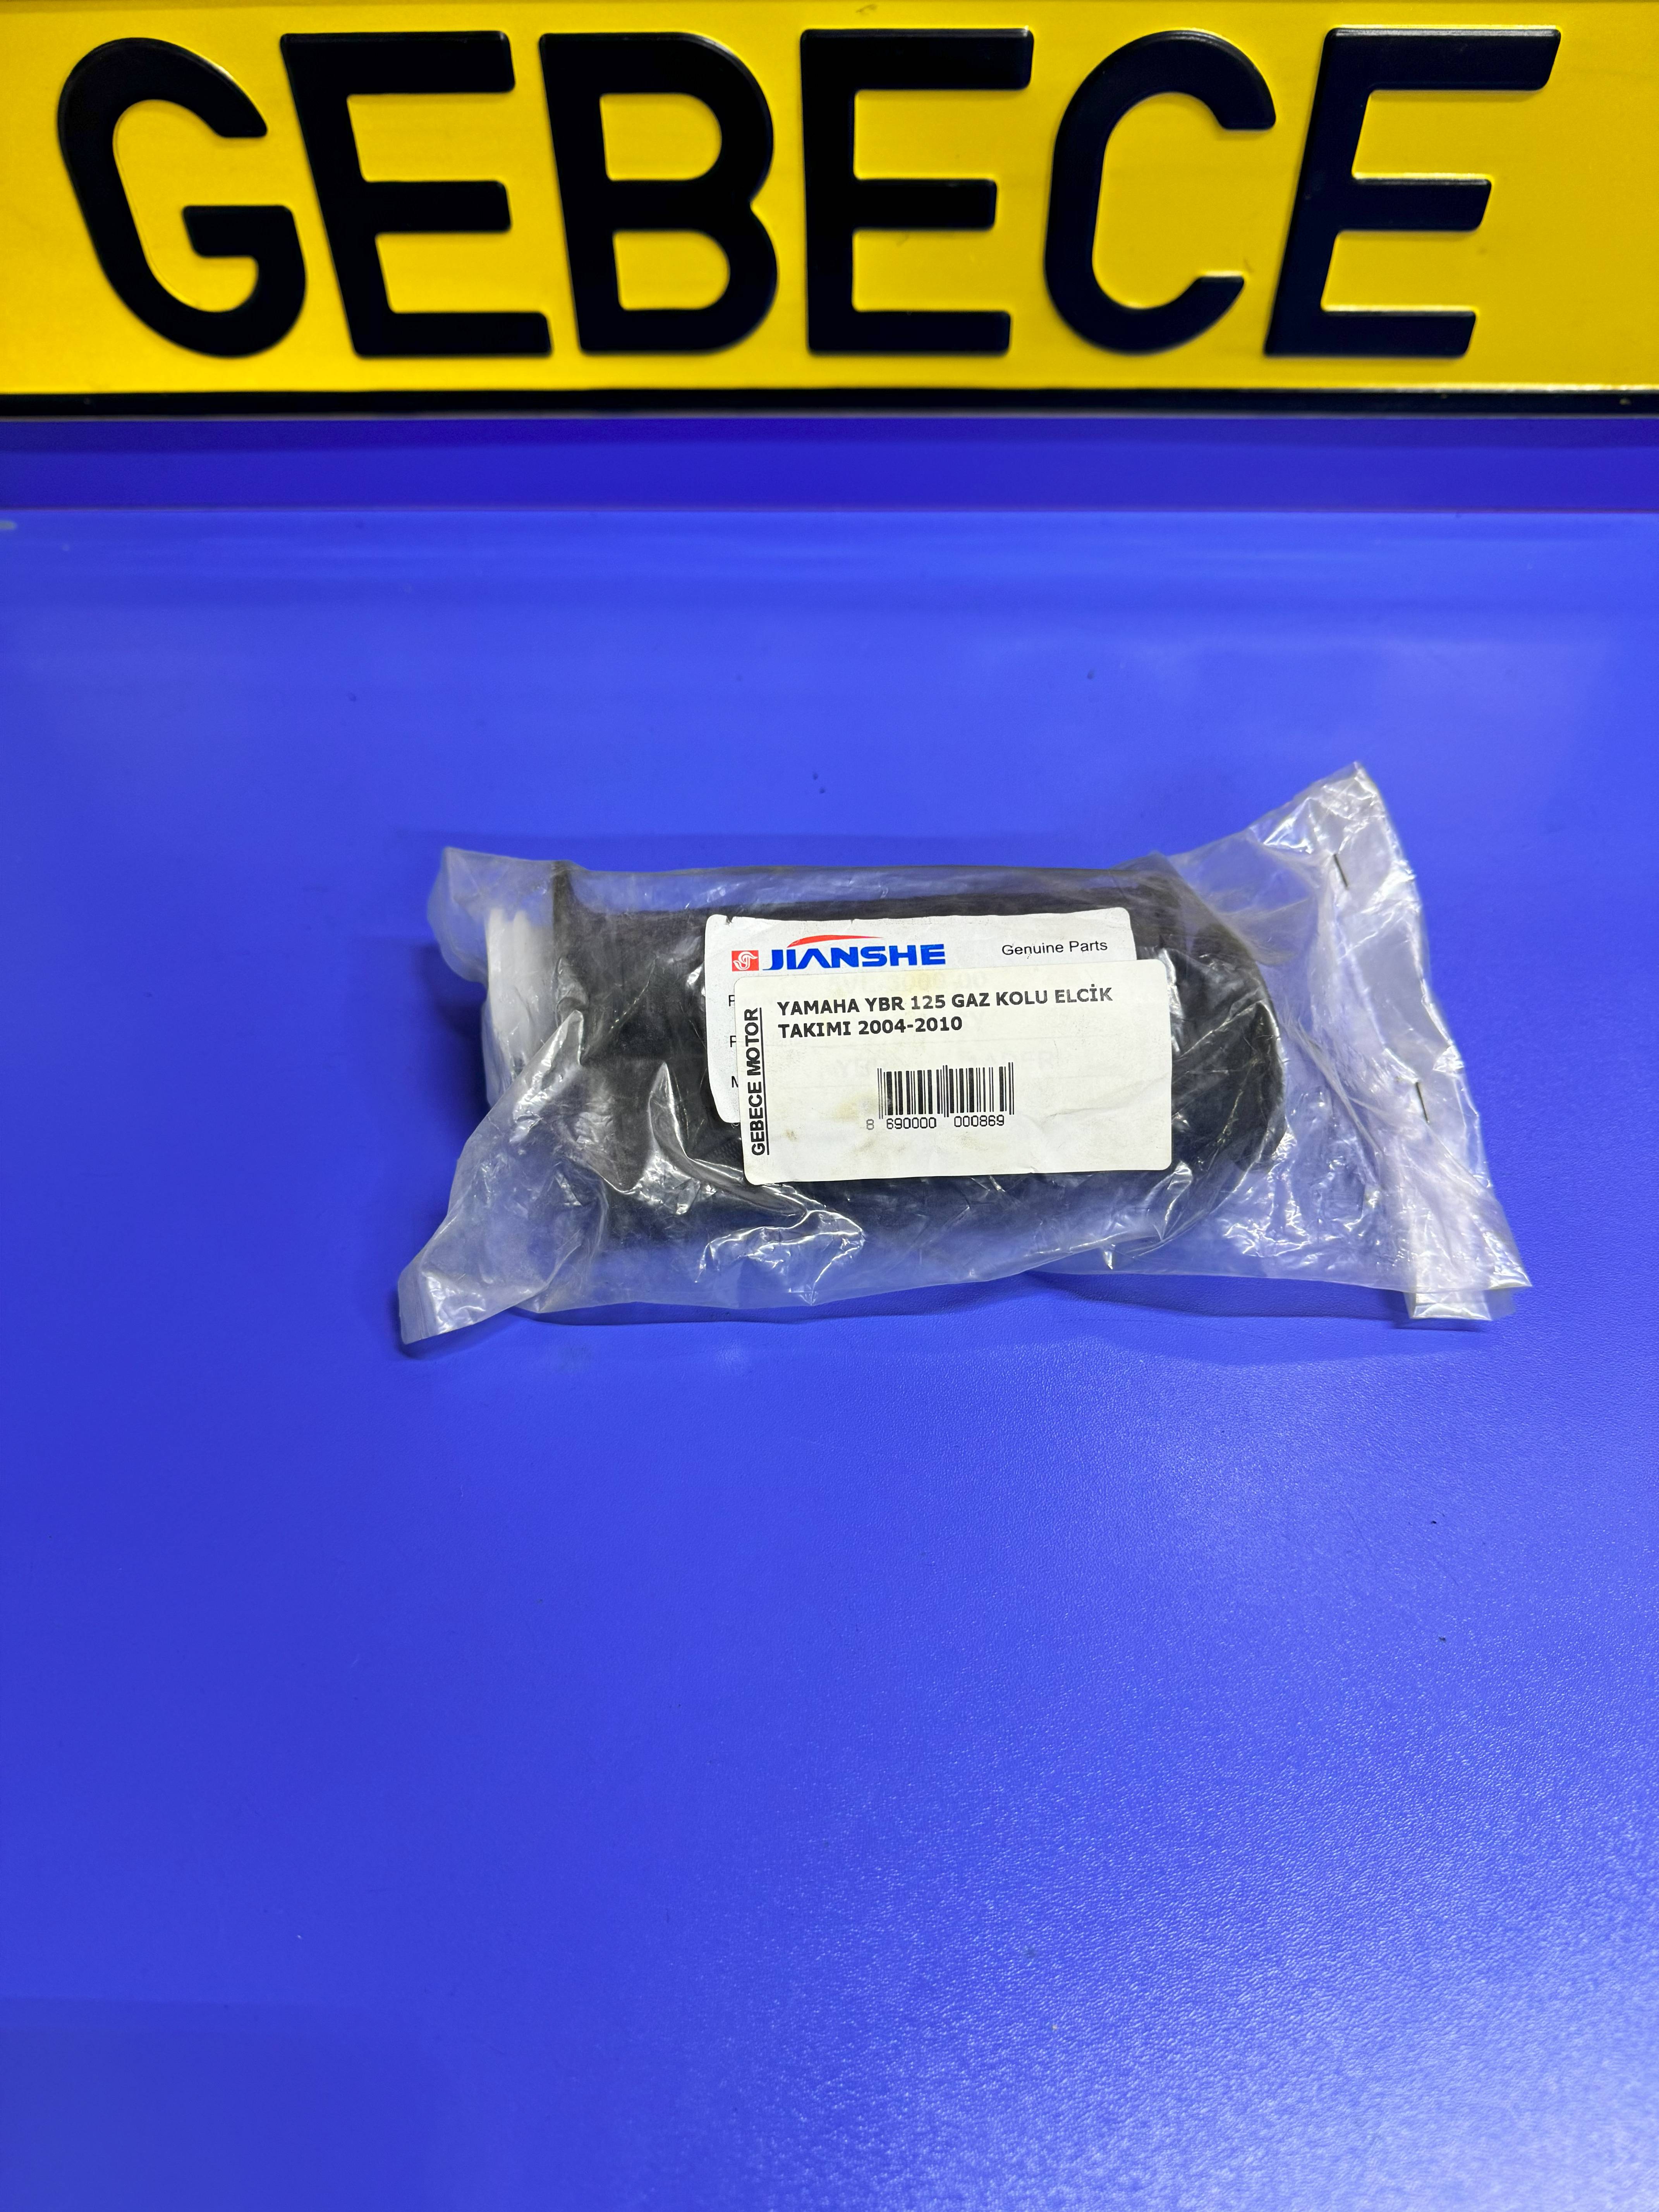 GEBECE
JIANSHE Genuine Parts
YAMAHA YBR 125 GAZ KOLU ELCİK
TAKIMI 2004-2010
GEBECE MOTOR
8 690000 000869